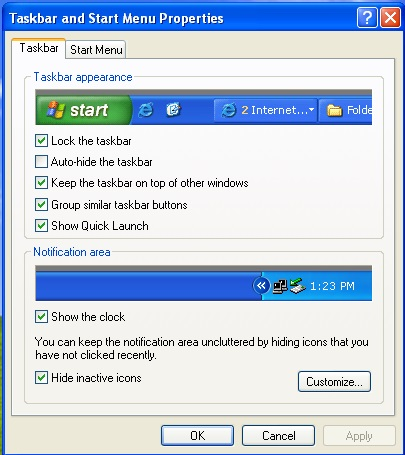 Taskbar and Start Menu Properties
Taskbar Start Menu
Taskbar appearance
start 2 Internet... Folde
Lock the taskbar
Auto-hide the taskbar
Keep the taskbar on top of other windows
Group similar taskbar buttons
Show Quick Launch
Notification area
1:23 PM
Show the clock
You can keep the notification area uncluttered by hiding icons that you
have not clicked recently.
Hide inactive icons
Customize...
OK Cancel Apply